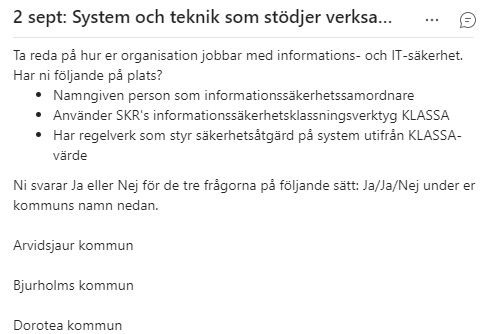 2 sept: System och teknik som stödjer verksa...
Ta reda på hur er organisation jobbar med informations- och IT-säkerhet.
Har ni följande på plats?
• Namngiven person som informationssäkerhetssamordnare
• Använder SKR's informationssäkerhetsklassningsverktyg KLASSA
• Har regelverk som styr säkerhetsåtgärd på system utifrån KLASSA-
värde
Ni svarar Ja eller Nej för de tre frågorna på följande sätt: Ja/Ja/Nej under er
kommuns namn nedan.
Arvidsjaur kommun
Bjurholms kommun
Dorotea kommun